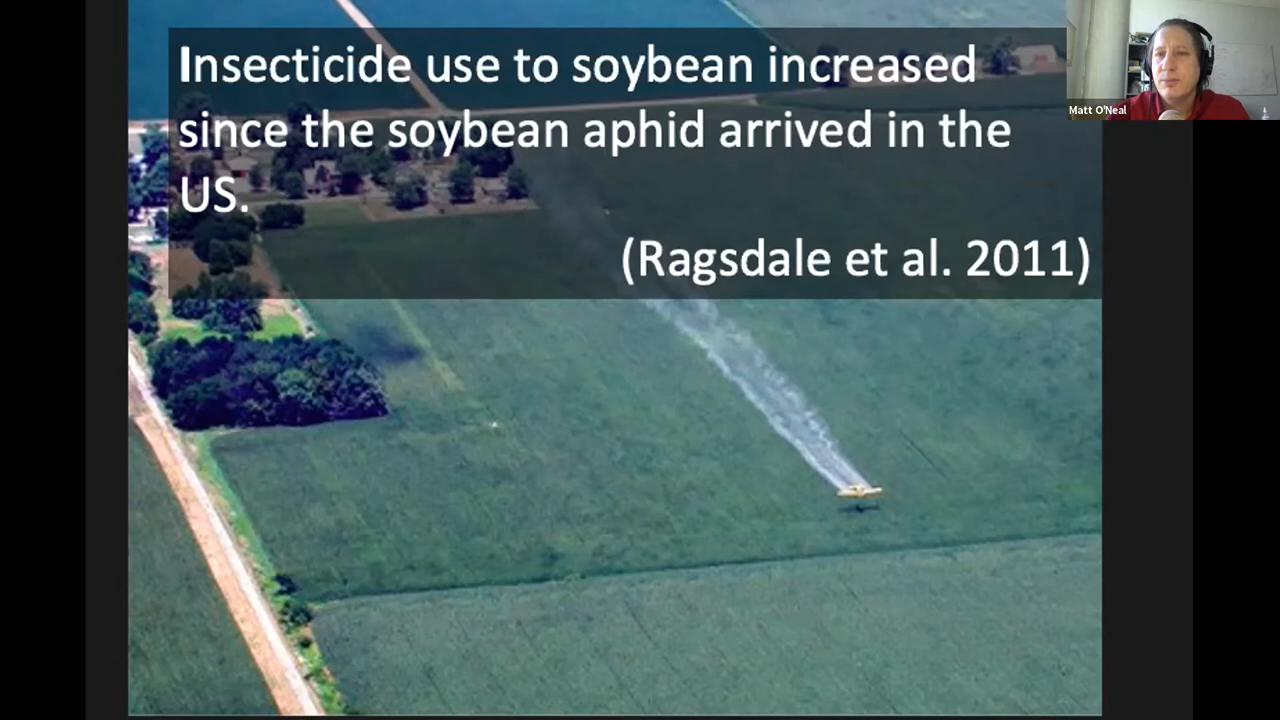 Insecticide use to soybean increased
since the soybean aphid arrived in the
US.
(Ragsdale et al. 2011)
Matt O'Neal